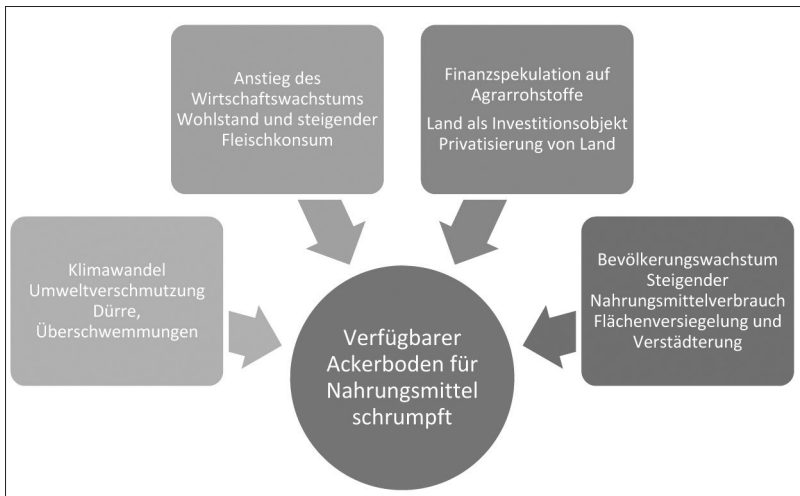 Anstieg des
Wirtschaftswachstums
Wohlstand und steigender
Fleischkonsum
Finanzspekulation auf
Agrarrohstoffe
Land als Investitionsobjekt
Privatisierung von Land
Klimawandel
Umweltverschmutzung
Dürre,
Überschwemmungen
Bevölkerungswachstum
Steigender
Nahrungsmittelverbrauch
Flächenversiegelung und
Verstädterung
Verfügbarer
Ackerboden für
Nahrungsmittel
schrumpft